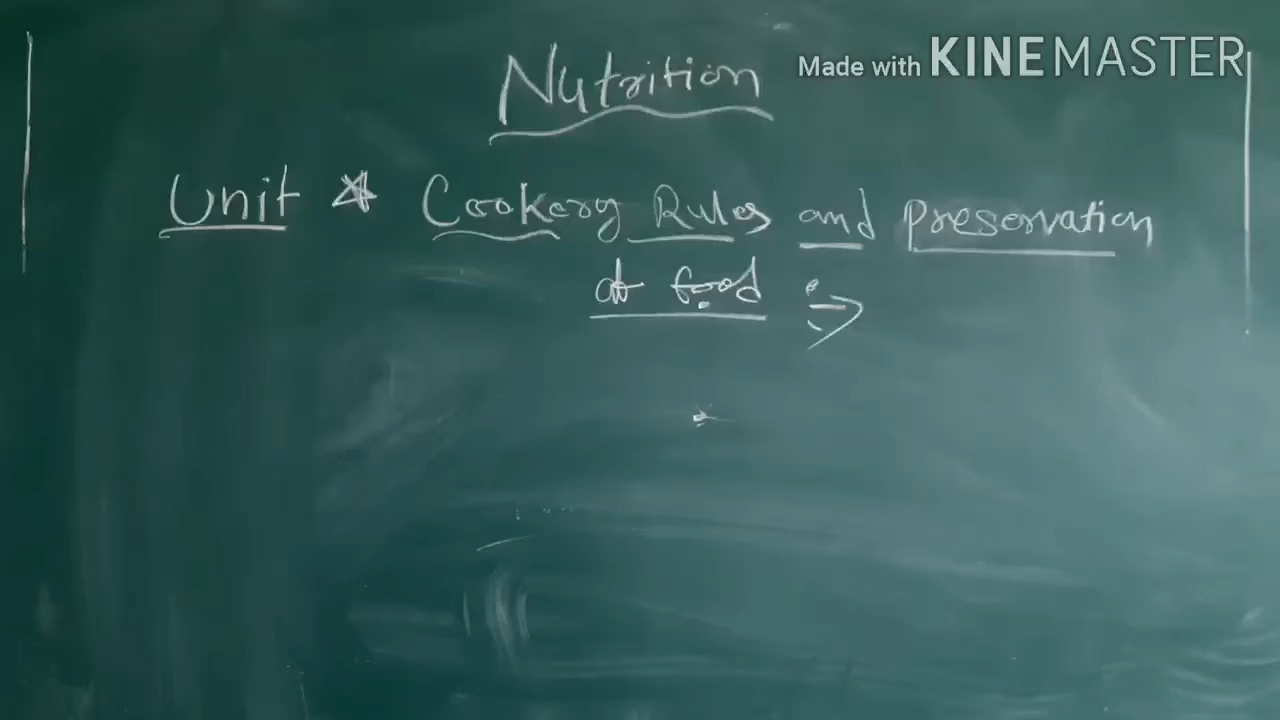 Nutrition
Made with KINEMASTER
Unit * Cookery Rules and preservation
of food :⇒